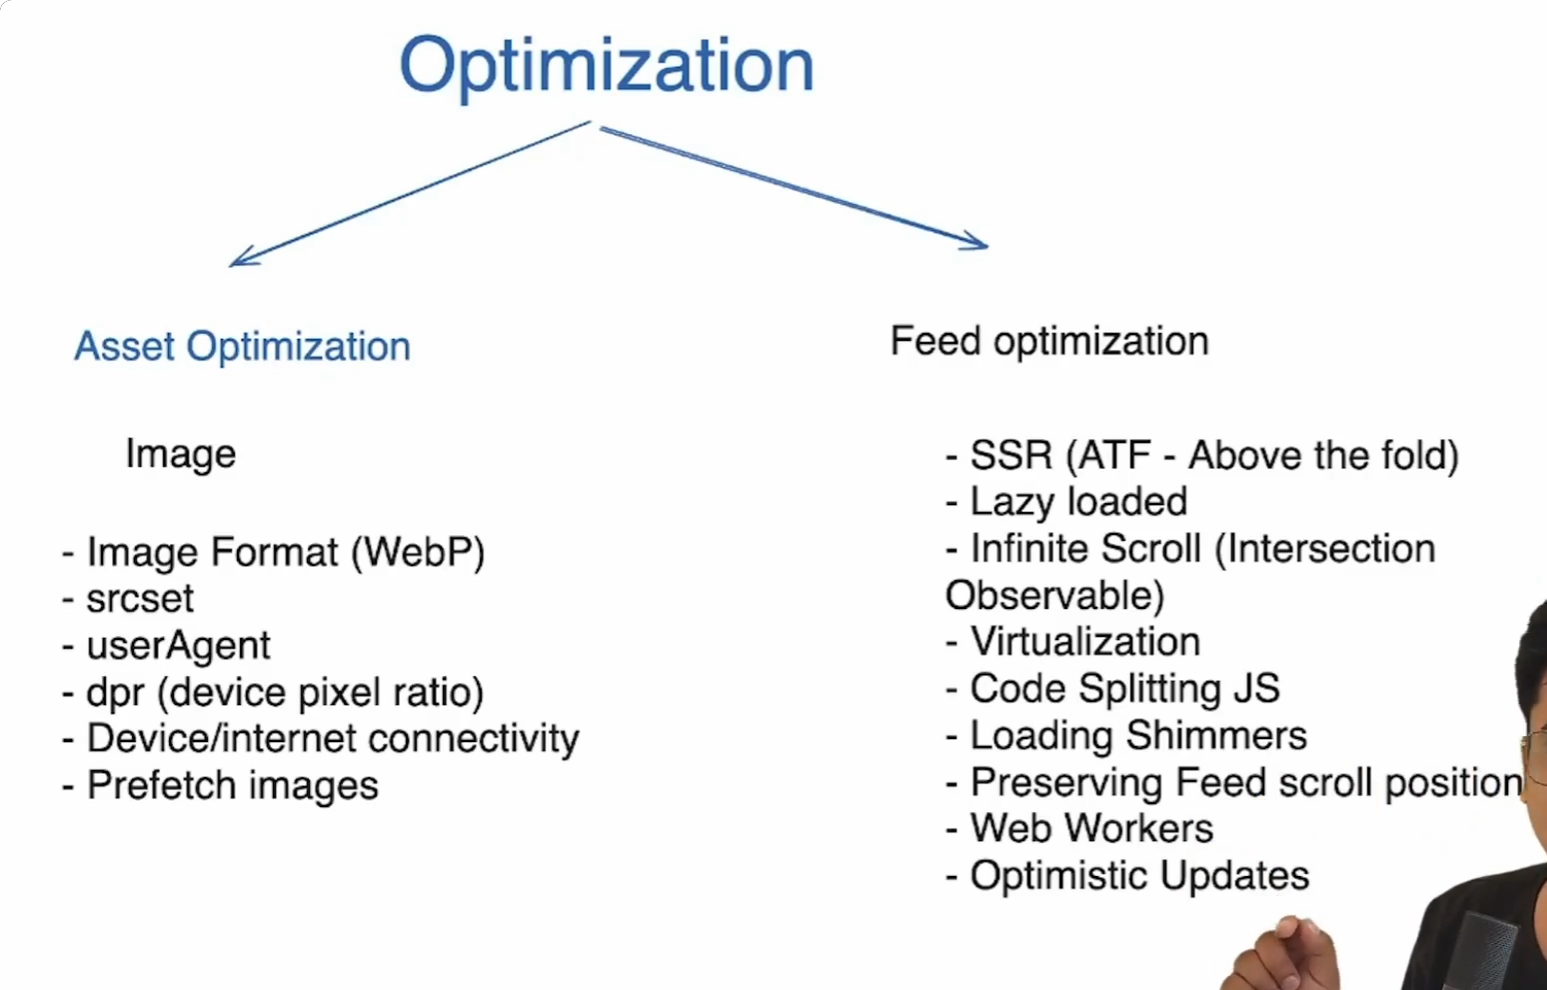 Optimization
Asset Optimization
Image
- Image Format (WebP)
- srcset
- userAgent
- dpr (device pixel ratio)
- Device/internet connectivity
- Prefetch images
Feed optimization
- SSR (ATF - Above the fold)
- Lazy loaded
- Infinite Scroll (Intersection
Observable)
- Virtualization
- Code Splitting JS
- Loading Shimmers
- Preserving Feed scroll position
- Web Workers
- Optimistic Updates